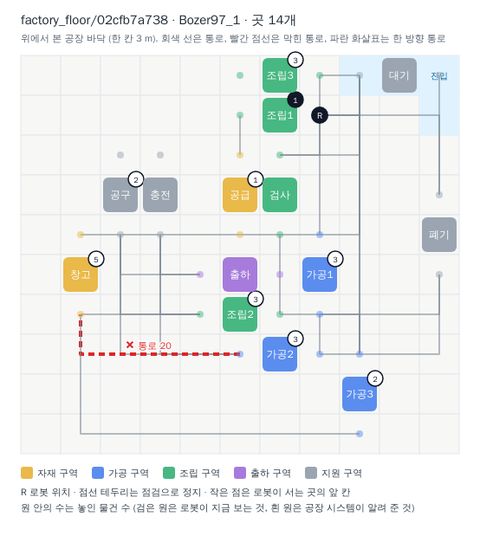 factory_floor/02cfb7a738 · Bozer97_1 · 곳 14개
위에서 본 공장 바닥 (한 칸 3 m). 회색 선은 통로, 빨간 점선은 막힌 통로, 파란 화살표는 한 방향 통로
3
조립3
대기
1
조립1
R
2
공구
충전
1
공급
검사
폐기
5
창고
출하
3
가공1
3
조립2
✖ 통로 20
3
가공2
2
가공3
자재 구역
가공 구역
조립 구역
출하 구역
지원 구역
R 로봇 위치 · 점선 테두리는 점검으로 정지 · 작은 점은 로봇이 서는 곳의 앞 칸
원 안의 수는 놓인 물건 수 (검은 원은 로봇이 지금 보는 것, 흰 원은 공장 시스템이 알려 준 것)